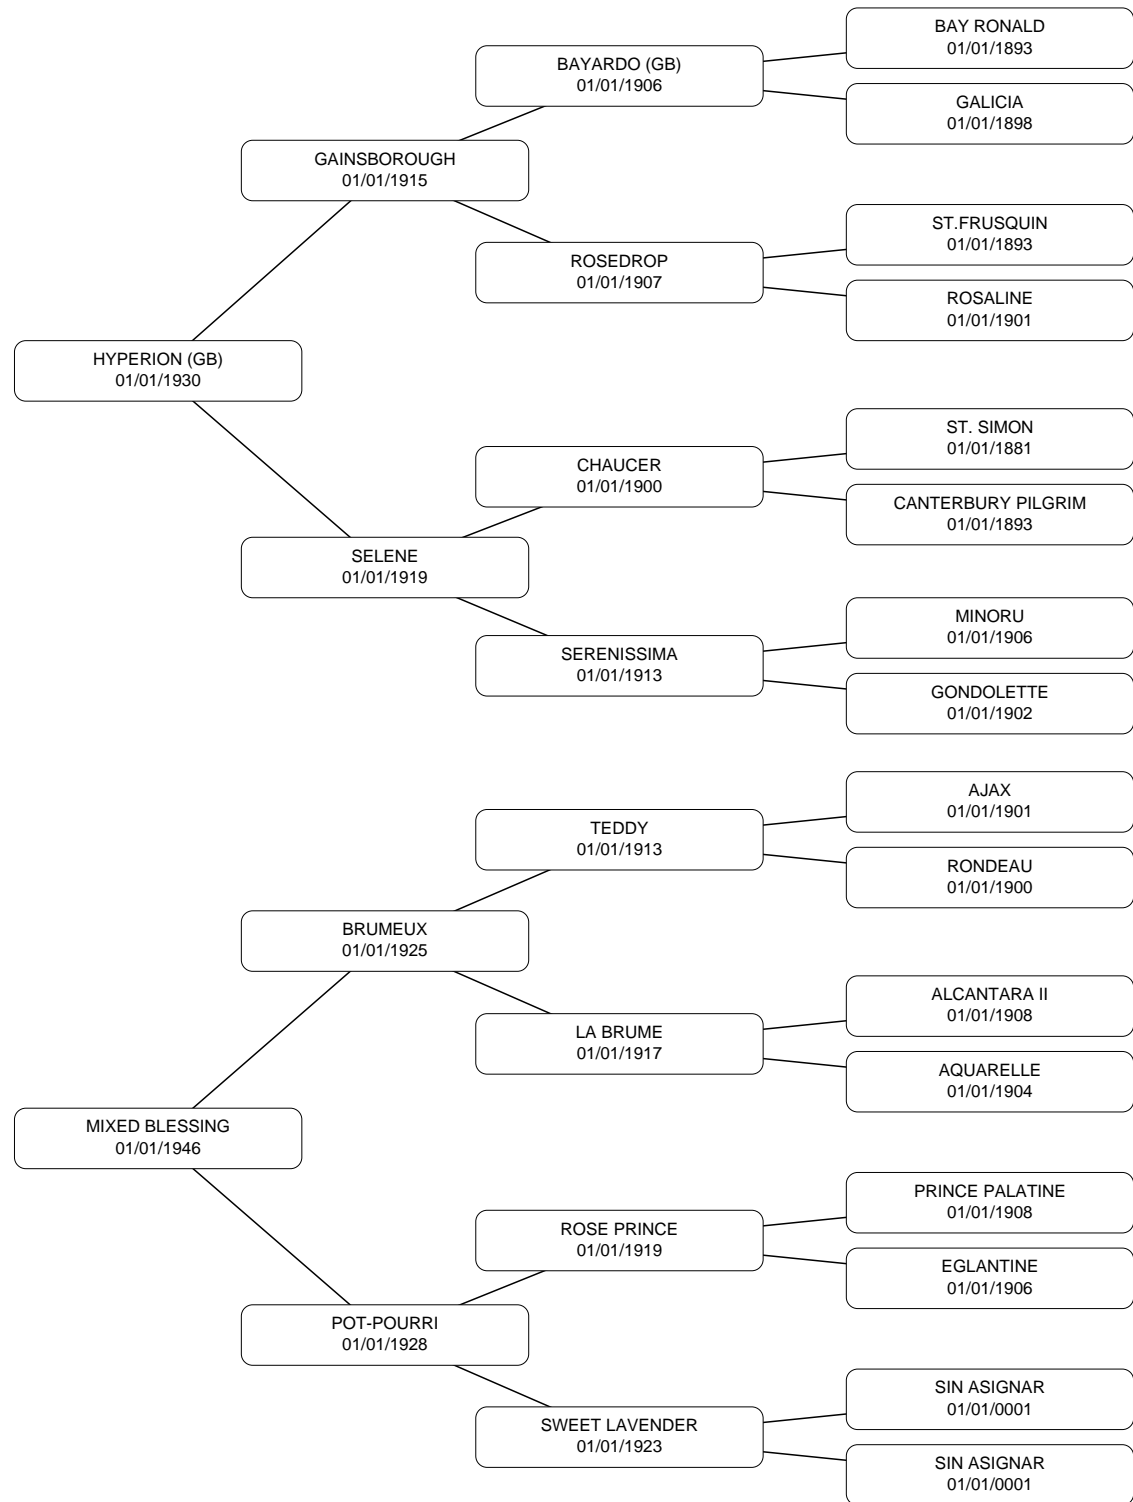 BAY RONALD
01/01/1893
BAYARDO (GB)
01/01/1906
GALICIA
01/01/1898
GAINSBOROUGH
01/01/1915
ST.FRUSQUIN
01/01/1893
ROSEDROP
01/01/1907
ROSALINE
01/01/1901
HYPERION (GB)
01/01/1930
ST. SIMON
01/01/1881
CHAUCER
01/01/1900
CANTERBURY PILGRIM
01/01/1893
SELENE
01/01/1919
MINORU
01/01/1906
SERENISSIMA
01/01/1913
GONDOLETTE
01/01/1902
AJAX
01/01/1901
TEDDY
01/01/1913
RONDEAU
01/01/1900
BRUMEUX
01/01/1925
ALCANTARA II
01/01/1908
LA BRUME
01/01/1917
AQUARELLE
01/01/1904
MIXED BLESSING
01/01/1946
PRINCE PALATINE
01/01/1908
ROSE PRINCE
01/01/1919
EGLANTINE
01/01/1906
POT-POURRI
01/01/1928
SIN ASIGNAR
01/01/0001
SWEET LAVENDER
01/01/1923
SIN ASIGNAR
01/01/0001